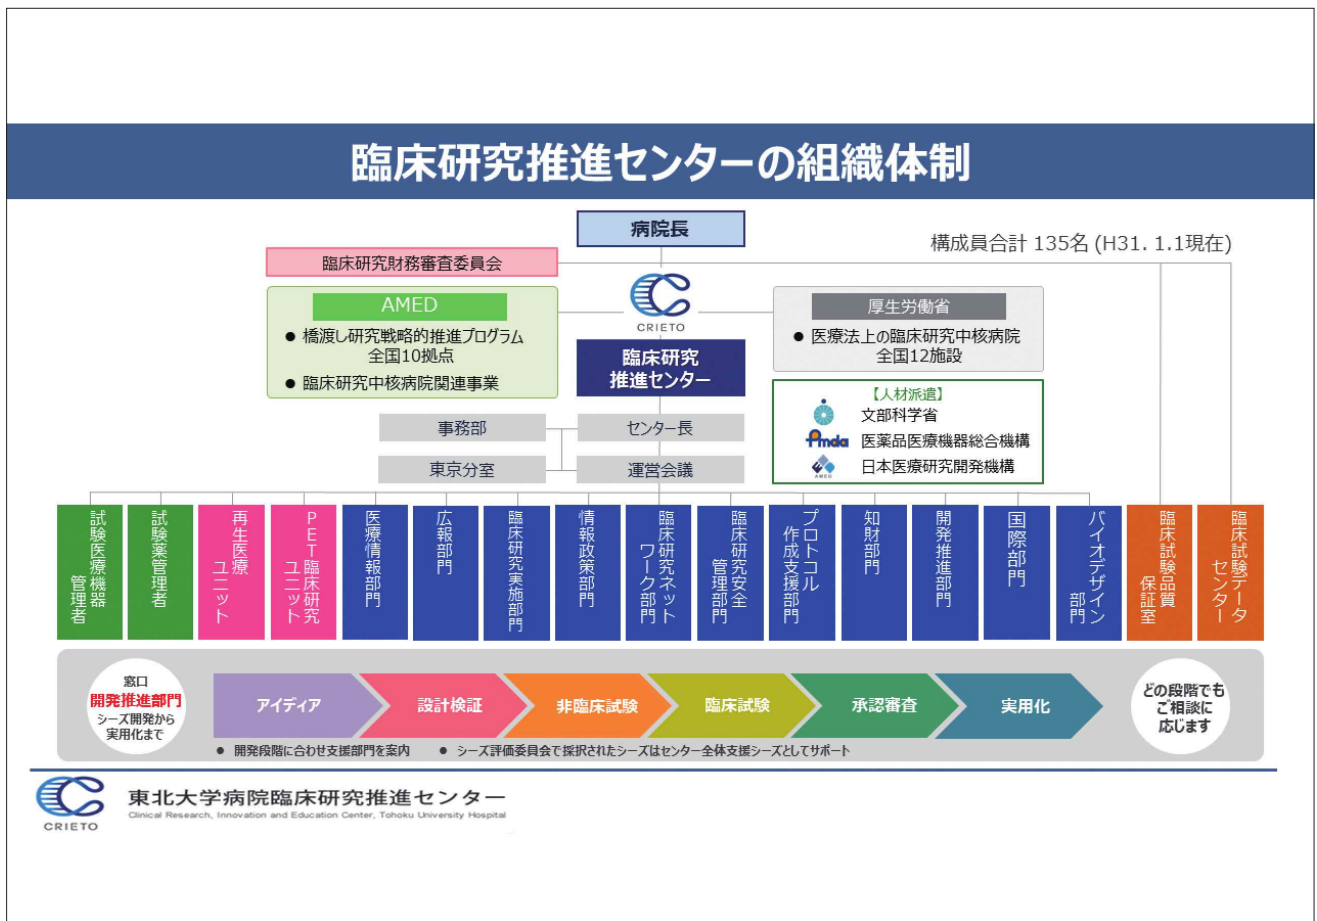 臨床研究推進センターの組織体制
病院長
構成員合計 135名 (H31. 1.1現在)
臨床研究財務審査委員会
AMED
● 橋渡し研究戦略的推進プログラム
全国10拠点
● 臨床研究中核病院関連事業
CRIETO
臨床研究
推進センター
厚生労働省
● 医療法上の臨床研究中核病院
全国12施設
【人材派遣】
文部科学省
Pmda 医薬品医療機器総合機構
AMED 日本医療研究開発機構
事務部
センター長
東京分室
運営会議
試験医療機器
管理者
試験薬管理者
再生医療
ユニット
PET臨床研究
ユニット
医療情報部門
広報部門
臨床研究実施部門
情報政策部門
臨床研究ネット
ワーク部門
臨床研究安全
管理部門
プロトコル
作成支援部門
知財部門
開発推進部門
国際部門
バイオデザイン
部門
臨床試験品質
保証室
臨床試験データ
センター
窓口
開発推進部門
シーズ開発から
実用化まで
アイディア
設計検証
非臨床試験
臨床試験
承認審査
実用化
どの段階でも
ご相談に
応じます
● 開発段階に合わせ支援部門を案内
● シーズ評価委員会で採択されたシーズはセンター全体支援シーズとしてサポート
CRIETO
東北大学病院臨床研究推進センター
Clinical Research, Innovation and Education Center, Tohoku University Hospital